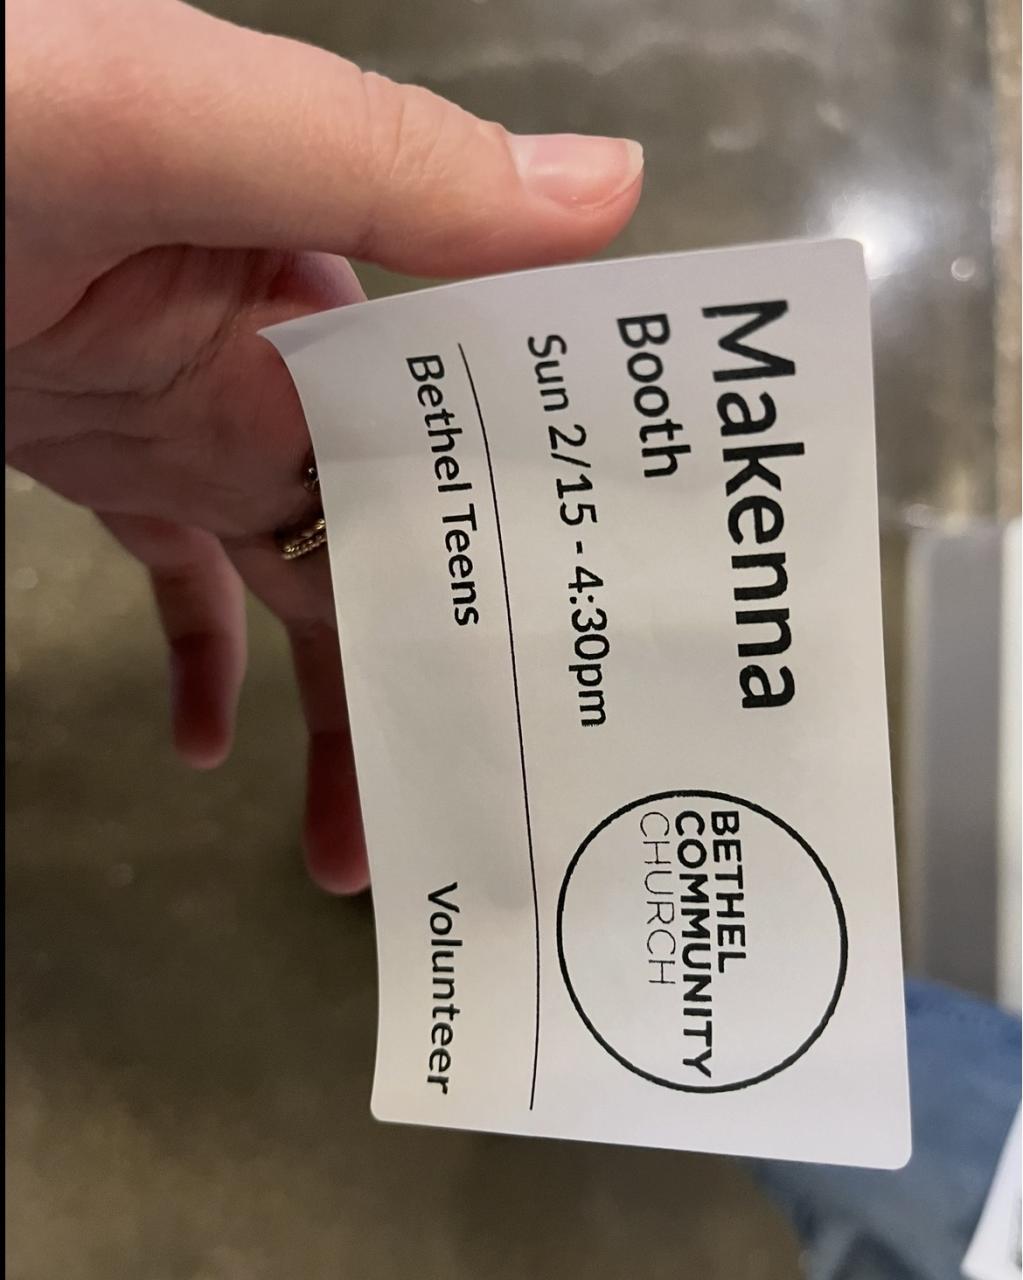 Makenna
Booth
Sun 2/15 - 4:30pm
BETHEL
COMMUNITY
CHURCH
Bethel Teens
Volunteer